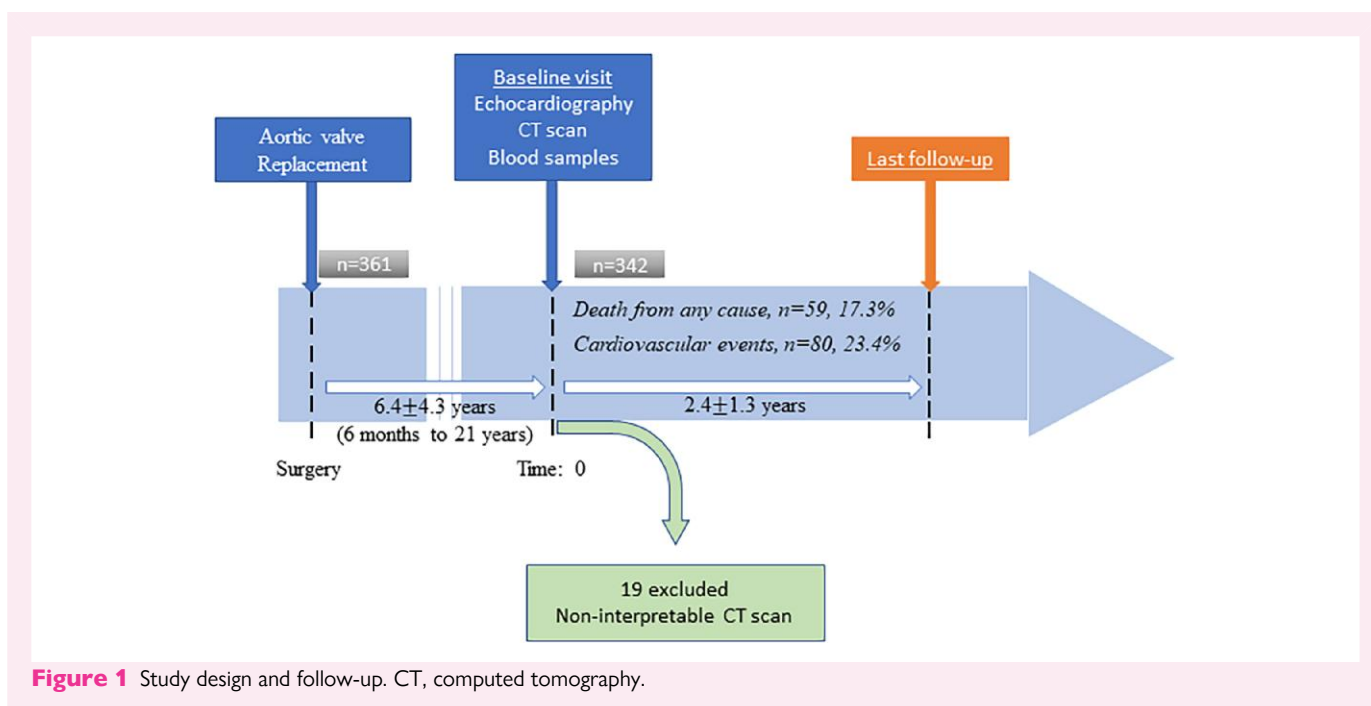 Aortic valve
Replacement
Baseline visit
Echocardiography
CT scan
Blood samples
Last follow-up
n=361
n=342
Death from any cause, n=59, 17.3%
Cardiovascular events, n=80, 23.4%
6.4±4.3 years
(6 months to 21 years)
2.4±1.3 years
Surgery
Time: 0
19 excluded
Non-interpretable CT scan
Figure 1 Study design and follow-up. CT, computed tomography.